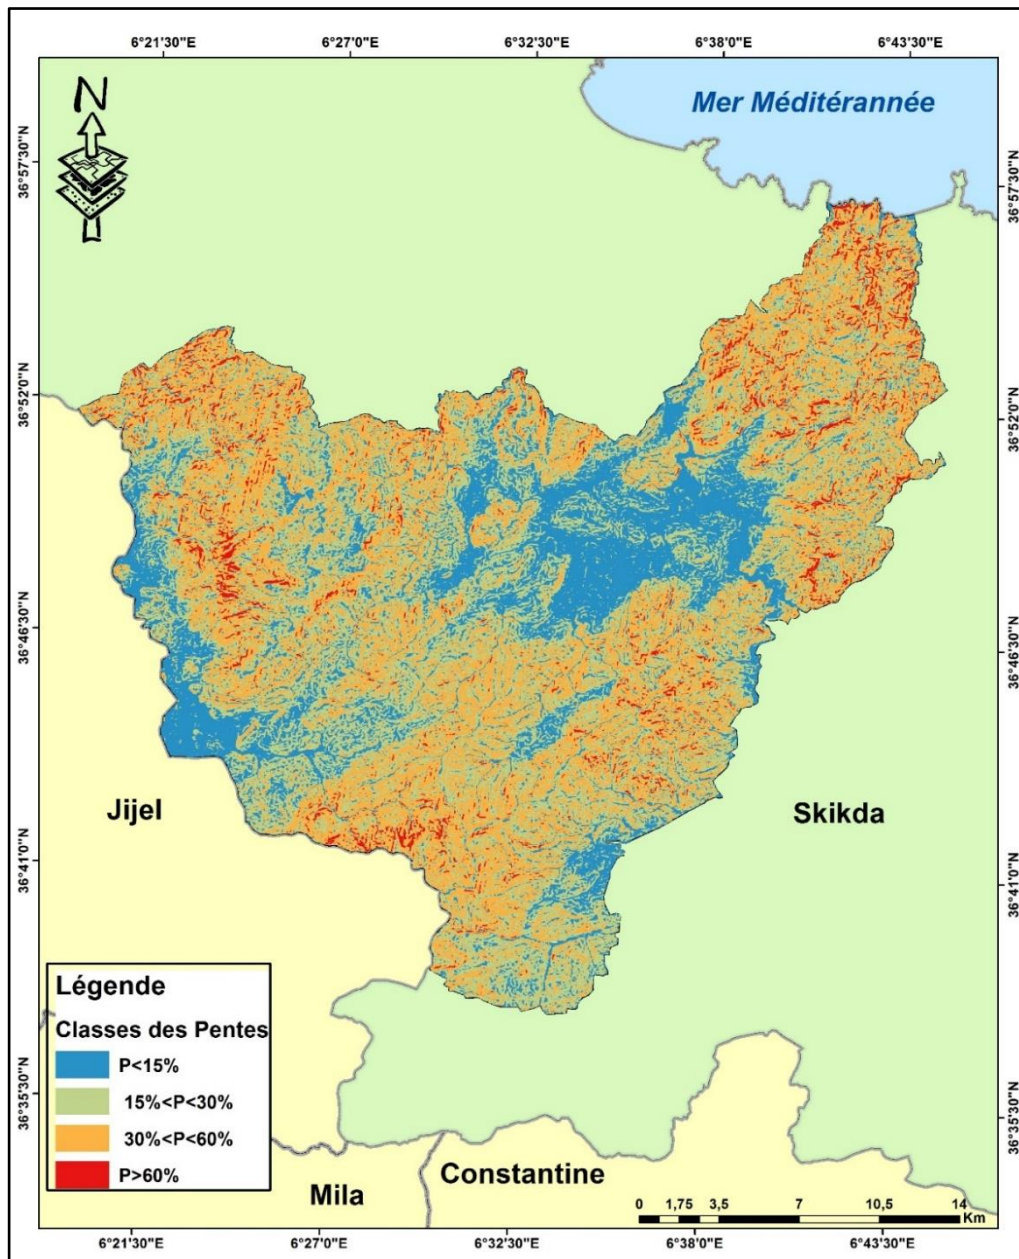 6°21'30"E 6°27'0"E 6°32'30"E 6°38'0"E 6°43'30"E
N
Mer Méditérannée
36°57'30"N 36°57'30"N
36°52'0"N 36°52'0"N
36°46'30"N 36°46'30"N
Jijel Skikda
36°41'0"N 36°41'0"N
Légende
Classes des Pentes
P<15%
15%<P<30%
30%<P<60%
P>60%
36°35'30"N 36°35'30"N
Mila Constantine
0 1,75 3,5 7 10,5 14
Km
6°21'30"E 6°27'0"E 6°32'30"E 6°38'0"E 6°43'30"E